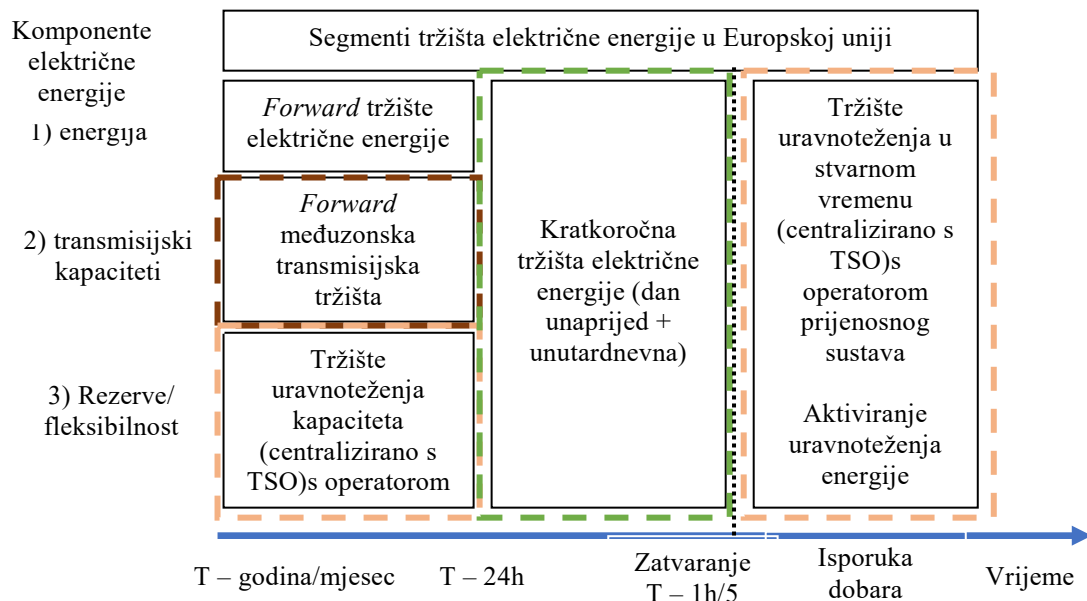 Komponente
električne
energije
1) energija
2) transmisijski
kapaciteti
3) Rezerve/
fleksibilnost
Segmenti tržišta električne energije u Europskoj uniji
Forward tržište
električne energije
Forward
međuzonska
transmisijska
tržišta
Tržište
uravnoteženja
kapaciteta
(centralizirano s
TSO)s operatorom
Kratkoročna
tržišta električne
energije (dan
unaprijed +
unutardnevna)
Tržište
uravnoteženja u
stvarnom
vremenu
(centralizirano s
TSO)s
operatorom
prijenosnog
sustava
Aktiviranje
uravnoteženja
energije
T – godina/mjesec
T – 24h
Zatvaranje
T – 1h/5
Isporuka
dobara
Vrijeme